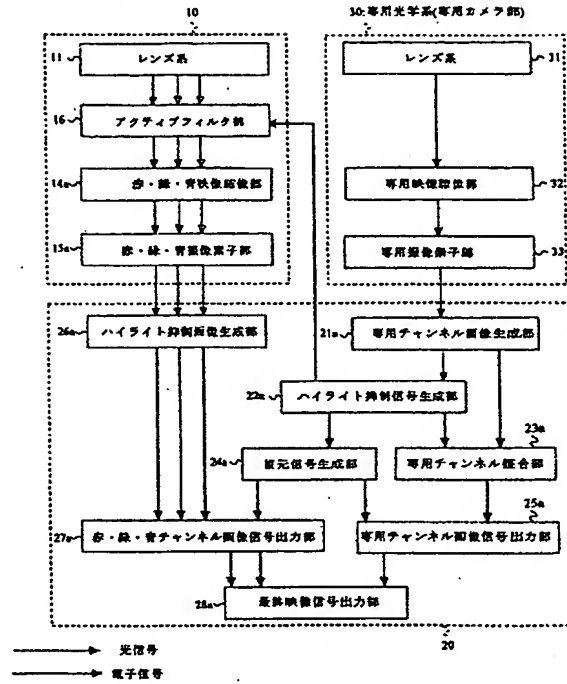 10
30:専用光学系(専用カメラ部)
11
レンズ系
レンズ系
31
16
アクティブフィルタ部
14a
赤・緑・青映像結像部
専用映像結像部
32
15a
赤・緑・青撮像素子部
専用撮像素子部
33
26a
ハイライト抑制画像生成部
21a
専用チャンネル画像生成部
22a
ハイライト抑制信号生成部
23a
24a
復元信号生成部
専用チャンネル整合部
25a
27a
赤・緑・青チャンネル画像信号出力部
専用チャンネル画像信号出力部
28a
最終映像信号出力部
20
光信号
電子信号